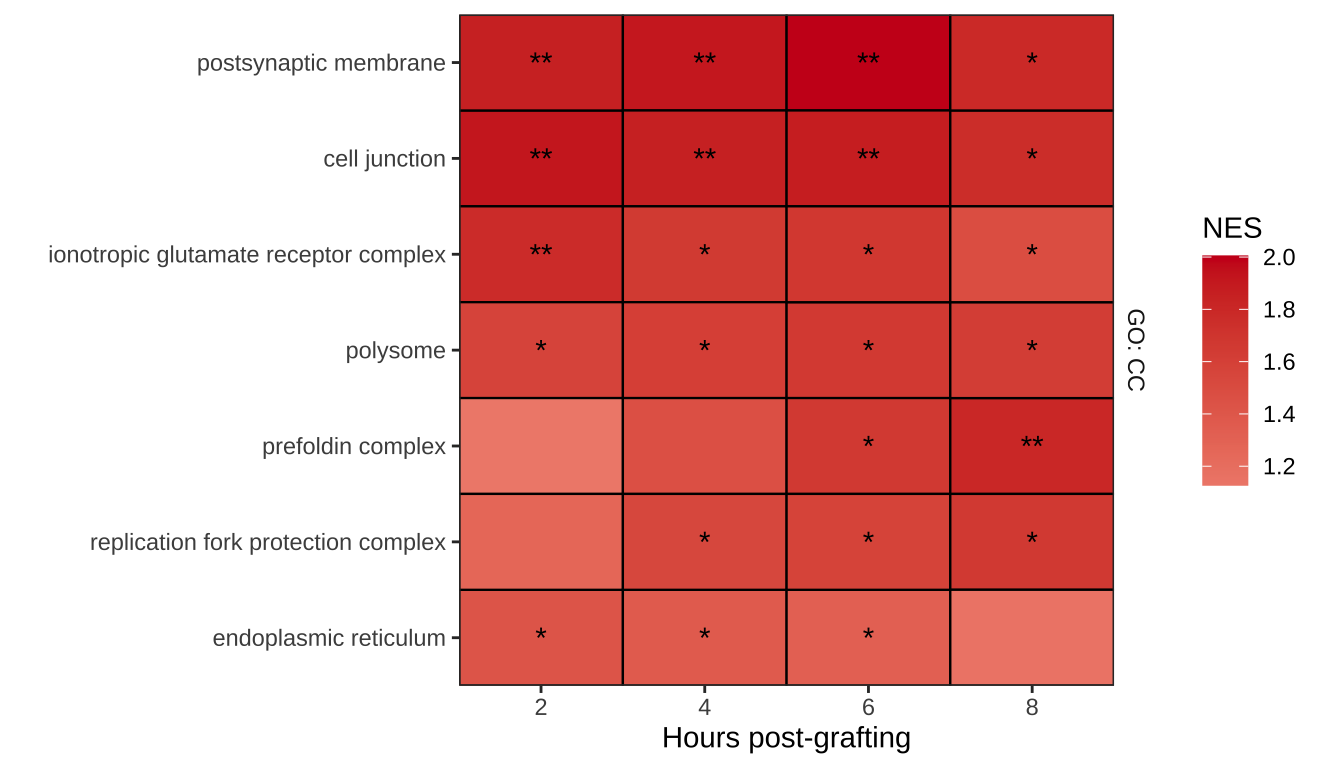 postsynaptic membrane ** ** ** *
cell junction ** ** ** *
ionotropic glutamate receptor complex ** * * *
polysome * * * *
prefoldin complex * **
replication fork protection complex * * *
endoplasmic reticulum * * *
2 4 6 8
Hours post-grafting
GO: CC
NES
2.0
1.8
1.6
1.4
1.2